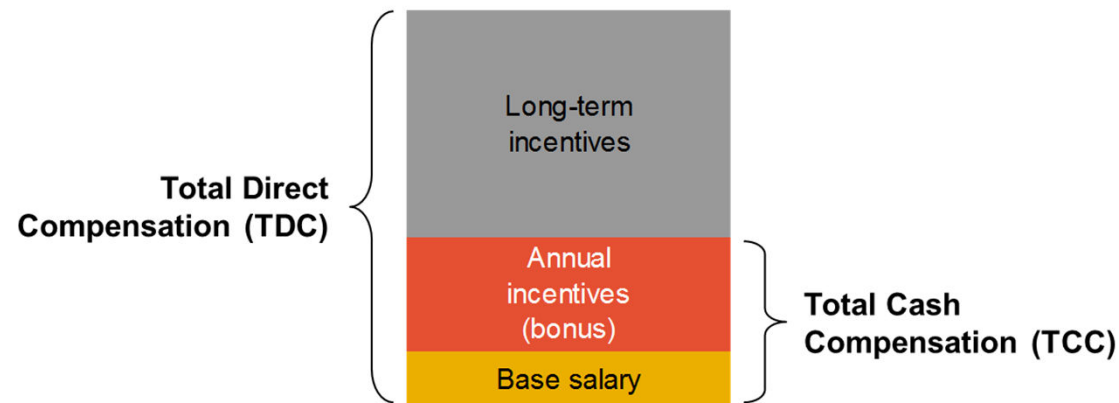 Long-term
incentives
Total Direct
Compensation (TDC)
Annual
incentives
(bonus)
Total Cash
Compensation (TCC)
Base salary